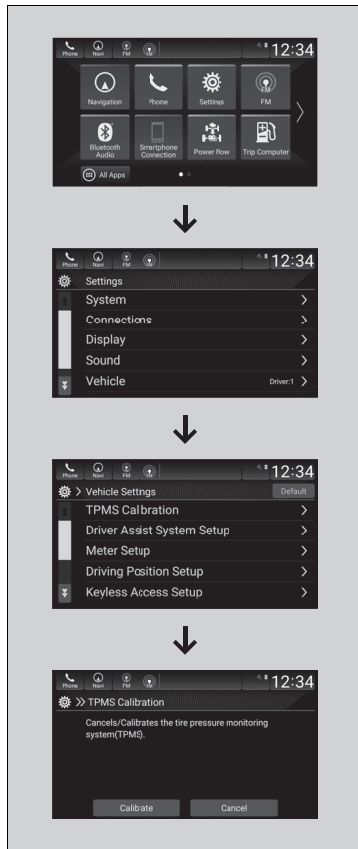 Phone Navi FM 12:34
Navigation Phone Settings FM
Bluetooth Audio Smartphone Connection Power Flow Trip Computer
All Apps
Phone Navi FM 12:34
Settings
System
Connections
Display
Sound
Vehicle Driver:1
Phone Navi FM 12:34
Vehicle Settings Default
TPMS Calibration
Driver Assist System Setup
Meter Setup
Driving Position Setup
Keyless Access Setup
Phone Navi FM 12:34
TPMS Calibration
Cancels/Calibrates the tire pressure monitoring
system(TPMS).
Calibate Cancel